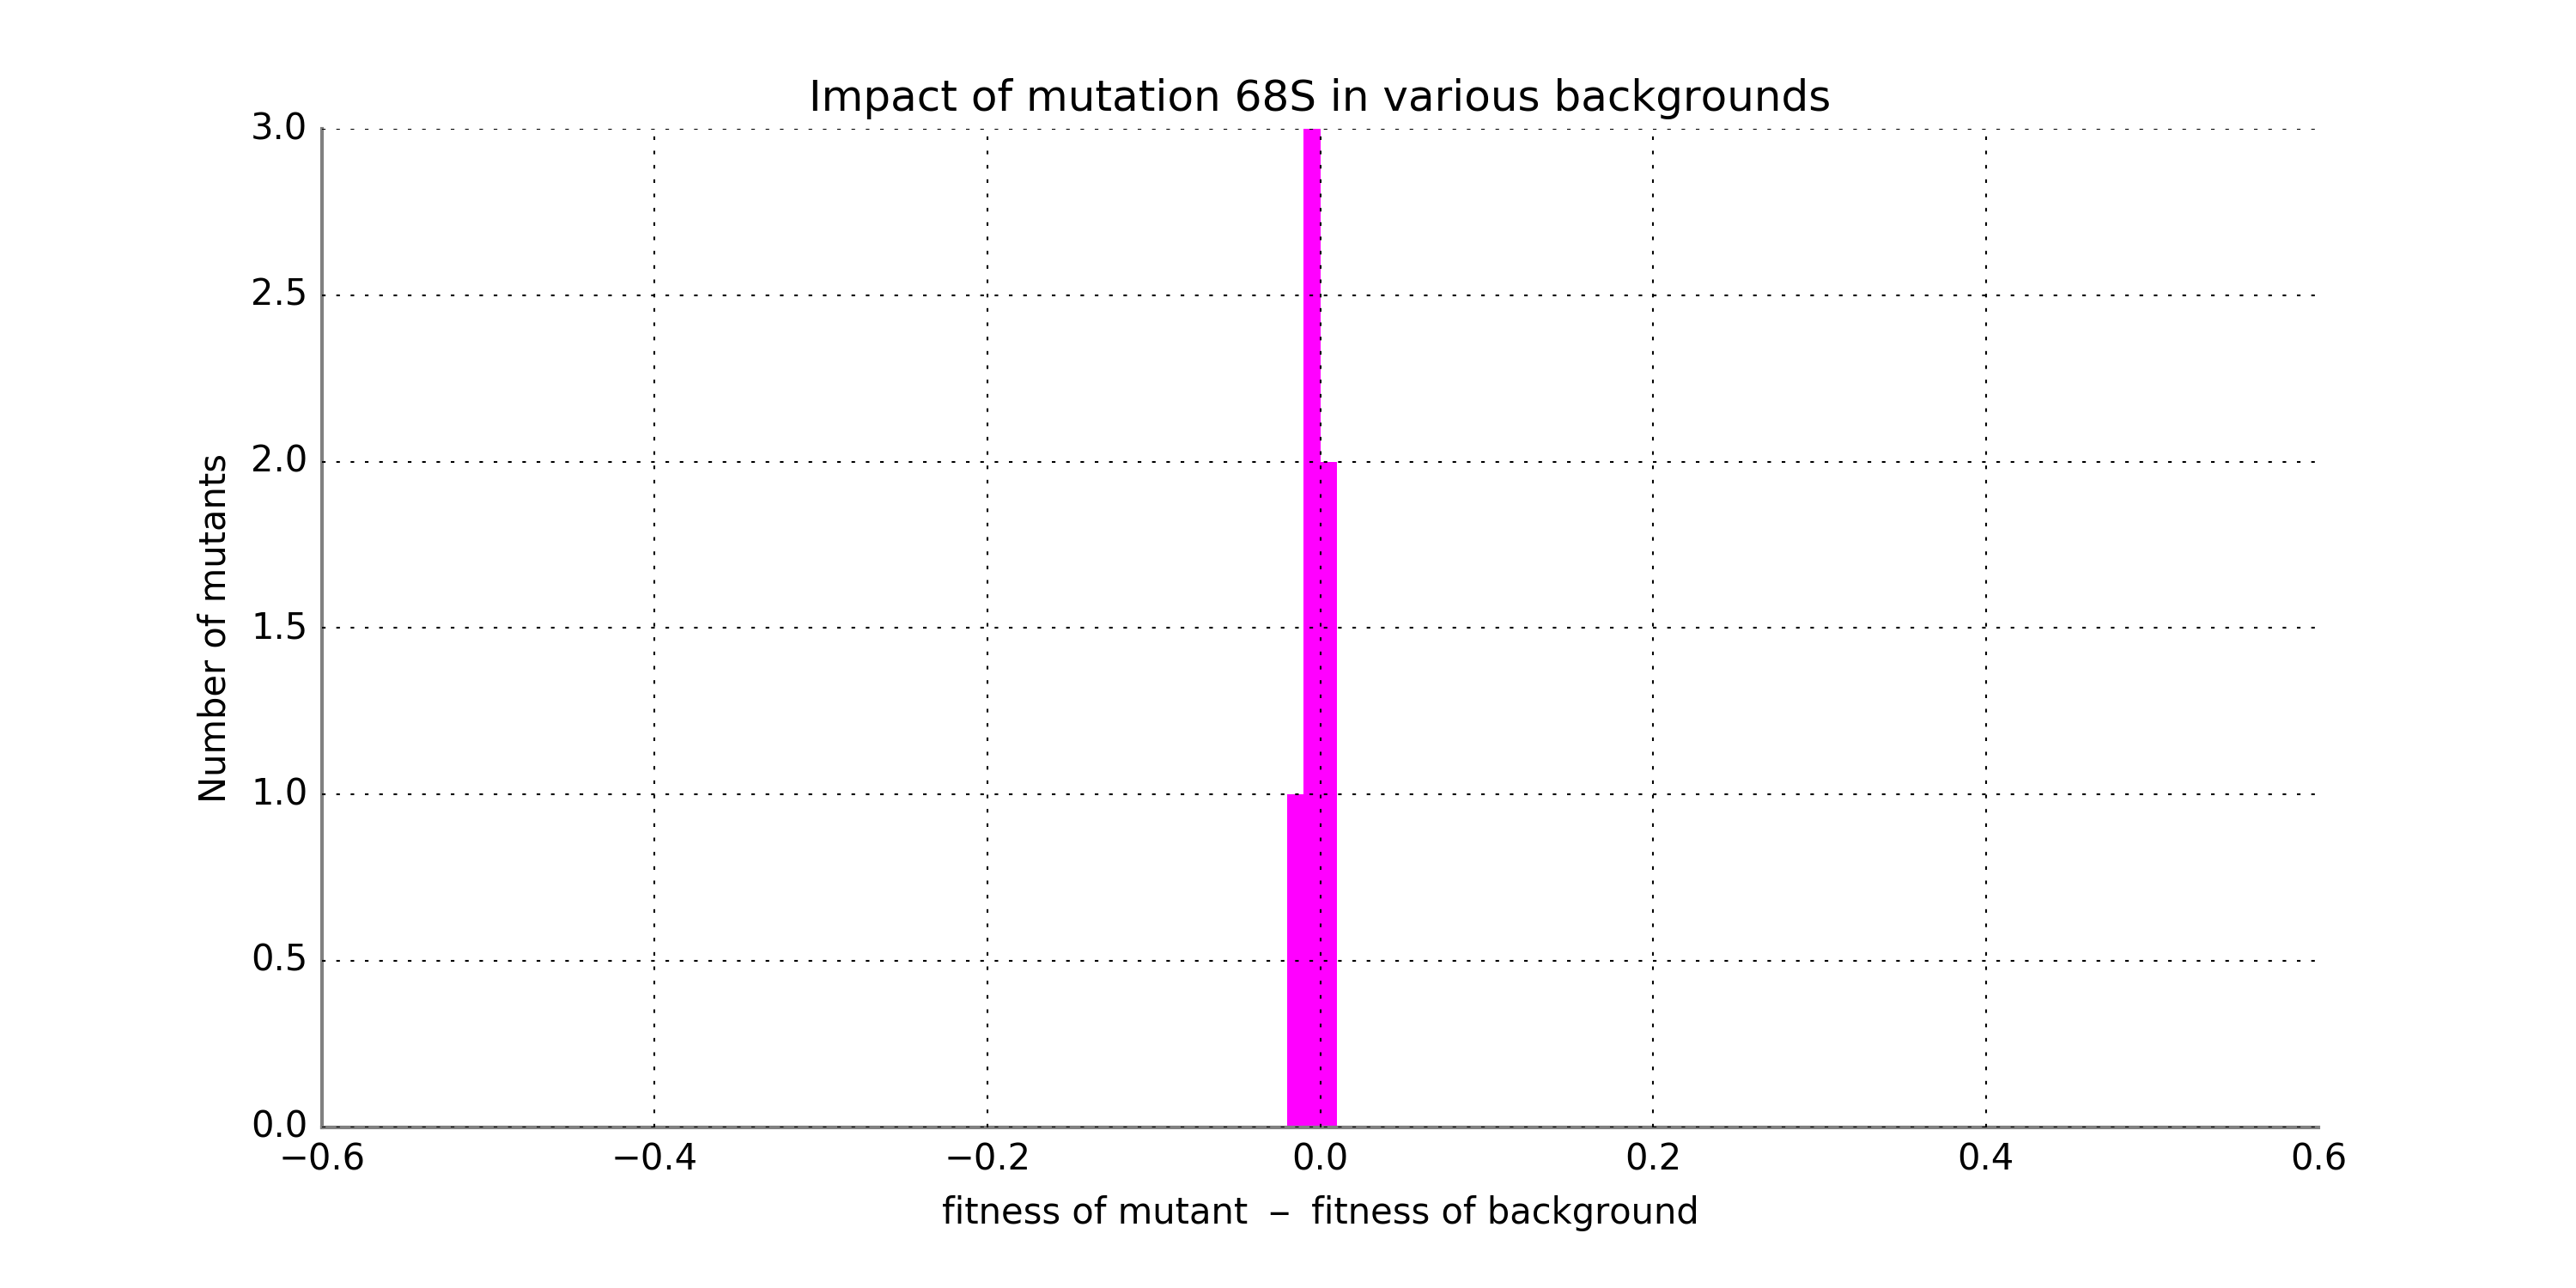 Impact of mutation 68S in various backgrounds
3.0
2.5
2.0
1.5
1.0
0.5
0.0
Number of mutants
−0.6 −0.4 −0.2 0.0 0.2 0.4 0.6
fitness of mutant − fitness of background